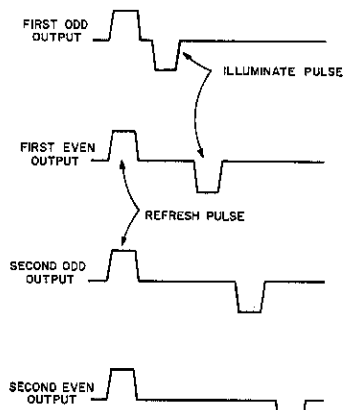 FIRST ODD
OUTPUT
ILLUMINATE PULSE
FIRST EVEN
OUTPUT
REFRESH PULSE
SECOND ODD
OUTPUT
SECOND EVEN
OUTPUT